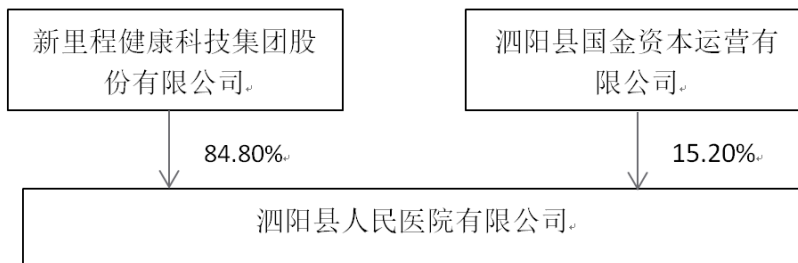 新里程健康科技集团股
份有限公司
泗阳县国金资本运营有
限公司
84.80%
15.20%
泗阳县人民医院有限公司